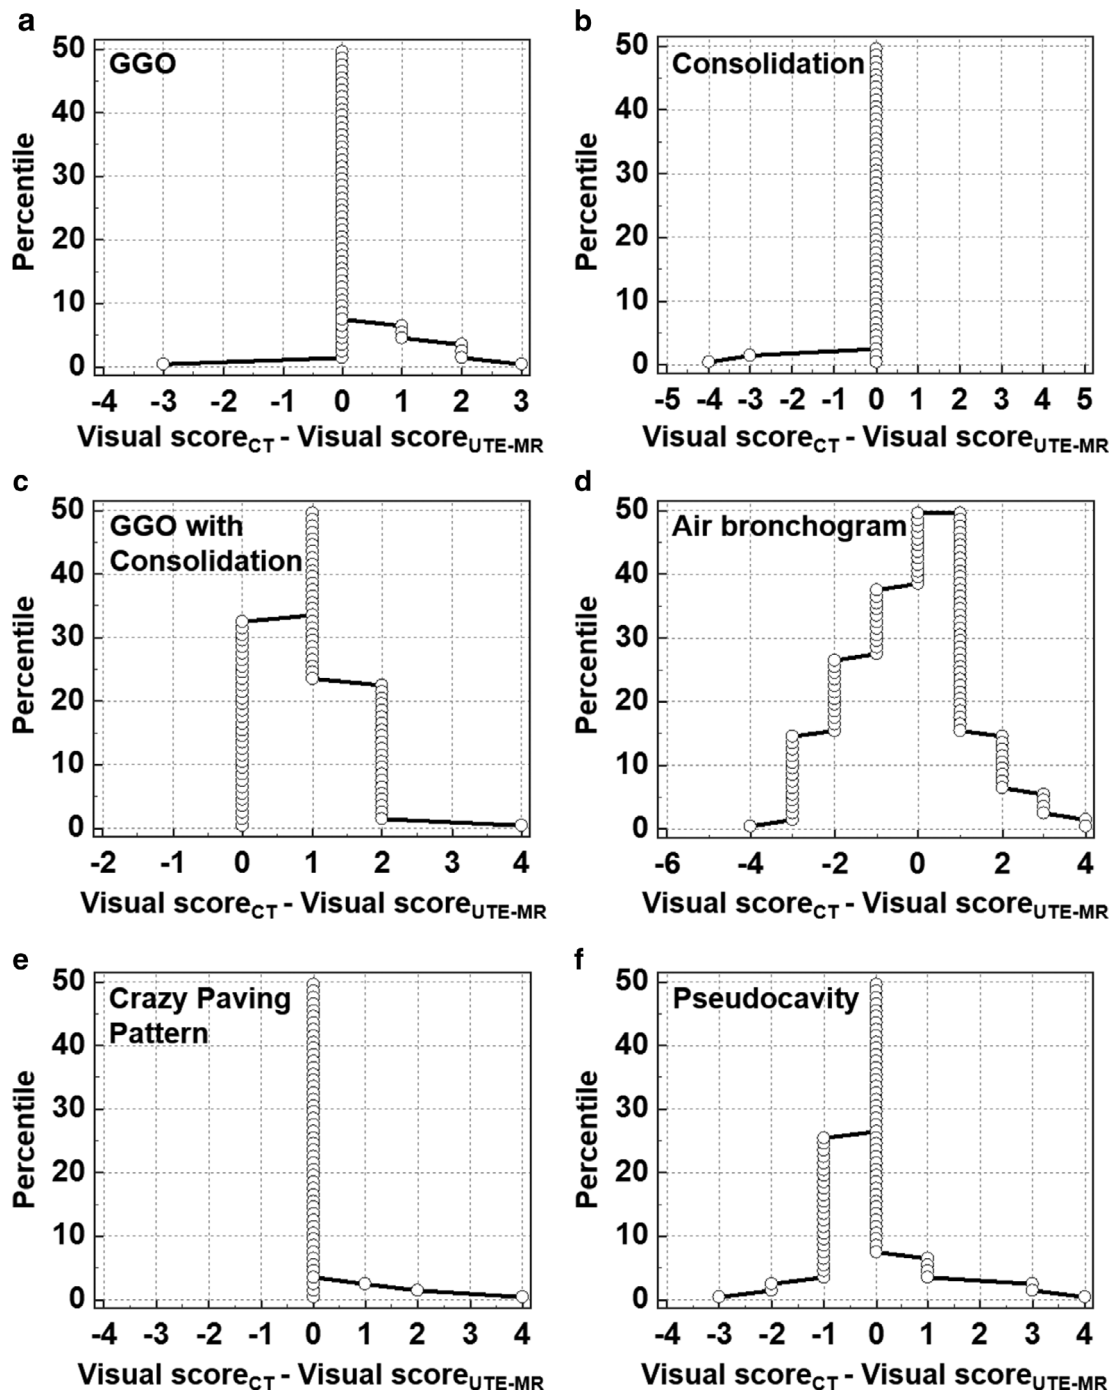 a
GGO
50
40
30
20
10
0
Percentile
-4 -3 -2 -1 0 1 2 3
Visual scoreCT - Visual scoreUTE-MR
b
Consolidation
50
40
30
20
10
0
Percentile
-5 -4 -3 -2 -1 0 1 2 3 4 5
Visual scoreCT - Visual scoreUTE-MR
c
GGO with
Consolidation
50
40
30
20
10
0
Percentile
-2 -1 0 1 2 3 4
Visual scoreCT - Visual scoreUTE-MR
d
Air bronchogram
50
40
30
20
10
0
Percentile
-6 -4 -2 0 2 4
Visual scoreCT - Visual scoreUTE-MR
e
Crazy Paving
Pattern
50
40
30
20
10
0
Percentile
-4 -3 -2 -1 0 1 2 3 4
Visual scoreCT - Visual scoreUTE-MR
f
Pseudocavity
50
40
30
20
10
0
Percentile
-4 -3 -2 -1 0 1 2 3 4
Visual scoreCT - Visual scoreUTE-MR